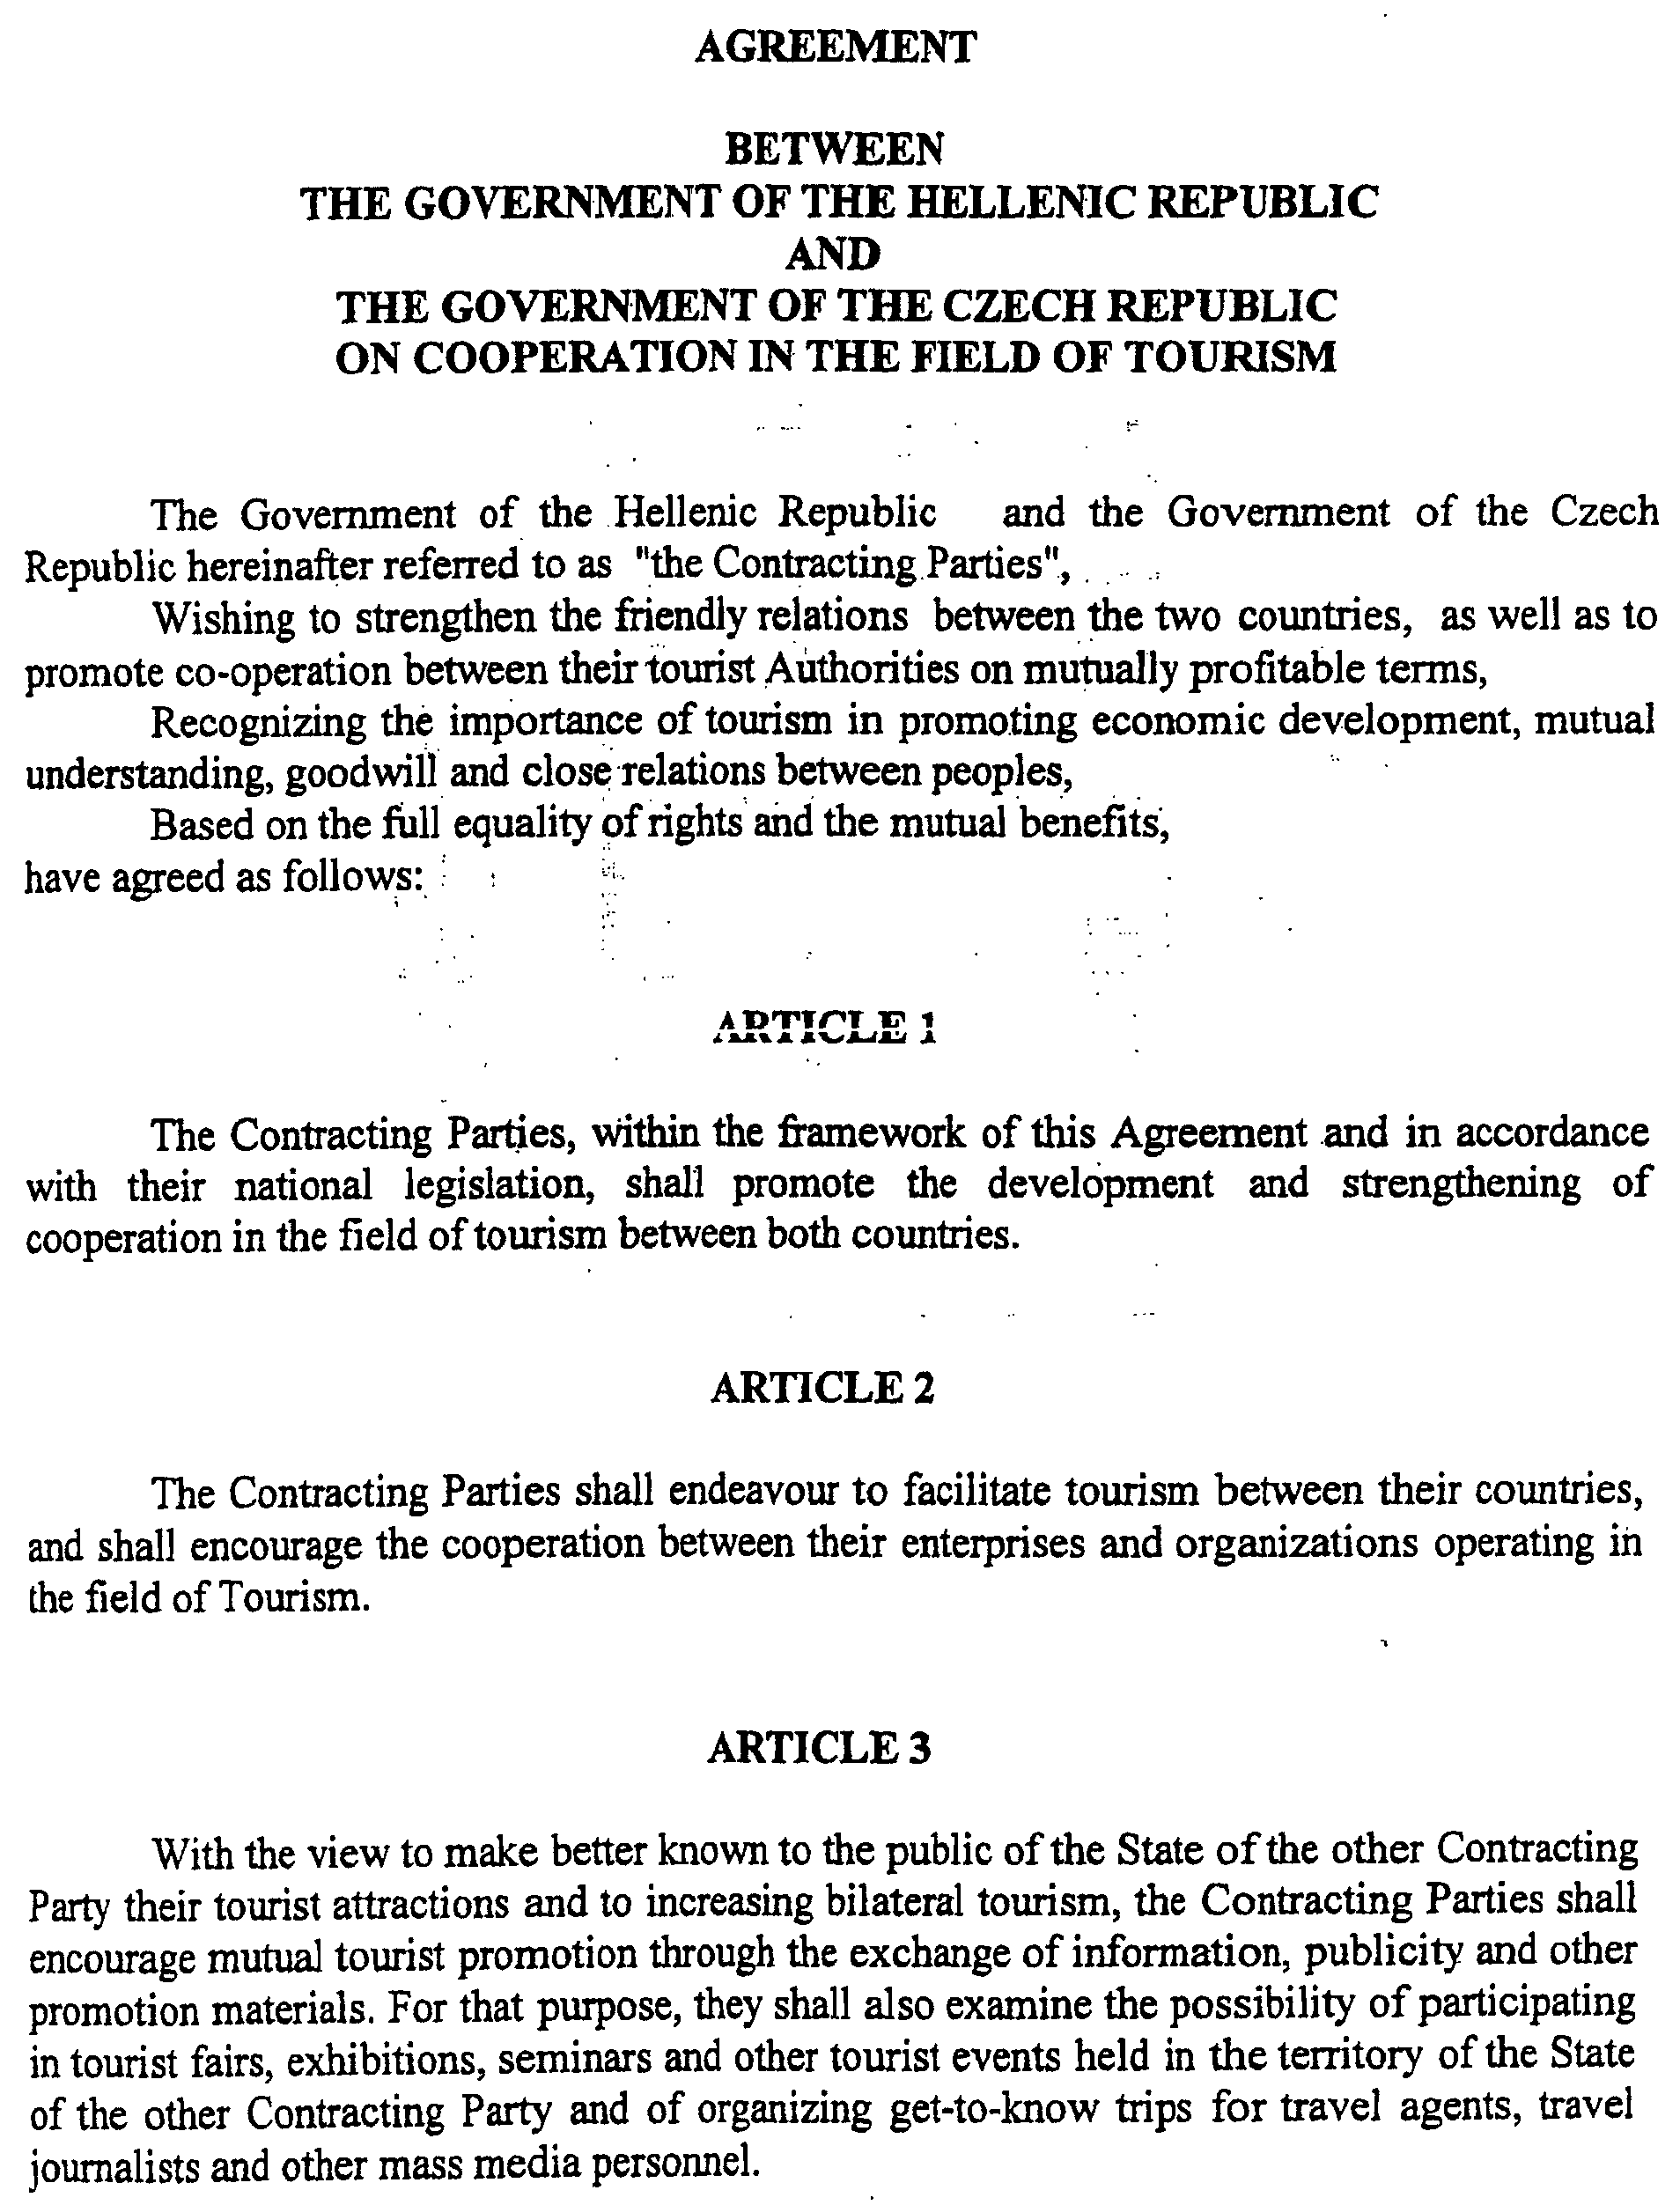 AGREEMENT
BETWEEN
THE GOVERNMENT OF THE HELLENIC REPUBLIC
AND
THE GOVERNMENT OF THE CZECH REPUBLIC
ON COOPERATION IN THE FIELD OF TOURISM
The Government of the Hellenic Republic and the Government of the Czech
Republic hereinafter referred to as "the Contracting Parties",
Wishing to strengthen the friendly relations between the two countries, as well as to
promote co-operation between their tourist Authorities on mutually profitable terms,
Recognizing the importance of tourism in promoting economic development, mutual
understanding, goodwill and close relations between peoples,
Based on the full equality of rights and the mutual benefits,
have agreed as follows:
ARTICLE 1
The Contracting Parties, within the framework of this Agreement and in accordance
with their national legislation, shall promote the development and strengthening of
cooperation in the field of tourism between both countries.
ARTICLE 2
The Contracting Parties shall endeavour to facilitate tourism between their countries,
and shall encourage the cooperation between their enterprises and organizations operating in
the field of Tourism.
ARTICLE 3
With the view to make better known to the public of the State of the other Contracting
Party their tourist attractions and to increasing bilateral tourism, the Contracting Parties shall
encourage mutual tourist promotion through the exchange of information, publicity and other
promotion materials. For that purpose, they shall also examine the possibility of participating
in tourist fairs, exhibitions, seminars and other tourist events held in the territory of the State
of the other Contracting Party and of organizing get-to-know trips for travel agents, travel
journalists and other mass media personnel.